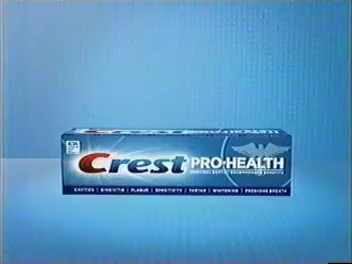 Crest PRO-HEALTH
CAVITIES | GINGIVITIS | PLAQUE | SENSITIVITY | TARTAR | WHITENING | FRESHENS BREATH